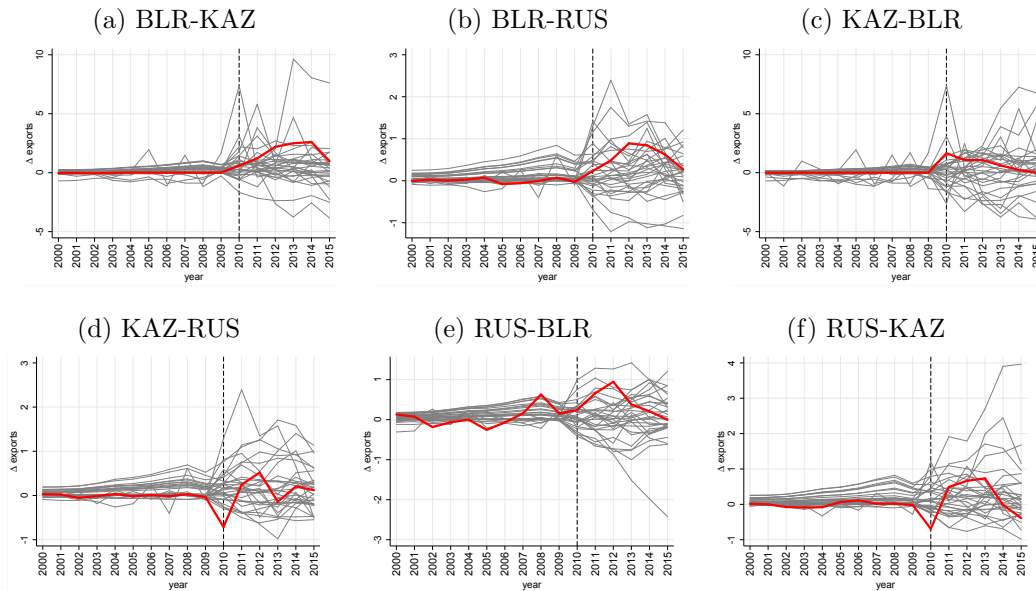 (a) BLR-KAZ
(b) BLR-RUS
(c) KAZ-BLR
Δ exports
10
5
0
-5
2000 2001 2002 2003 2004 2005 2006 2007 2008 2009 2010 2011 2012 2013 2014 2015
year
Δ exports
3
2
1
0
-1
2000 2001 2002 2003 2004 2005 2006 2007 2008 2009 2010 2011 2012 2013 2014 2015
year
Δ exports
10
5
0
-5
2000 2001 2002 2003 2004 2005 2006 2007 2008 2009 2010 2011 2012 2013 2014 2015
year
(d) KAZ-RUS
(e) RUS-BLR
(f) RUS-KAZ
Δ exports
3
2
1
0
-1
2000 2001 2002 2003 2004 2005 2006 2007 2008 2009 2010 2011 2012 2013 2014 2015
year
Δ exports
1
0
-1
-2
-3
2000 2001 2002 2003 2004 2005 2006 2007 2008 2009 2010 2011 2012 2013 2014 2015
year
Δ exports
4
3
2
1
0
-1
2000 2001 2002 2003 2004 2005 2006 2007 2008 2009 2010 2011 2012 2013 2014 2015
year